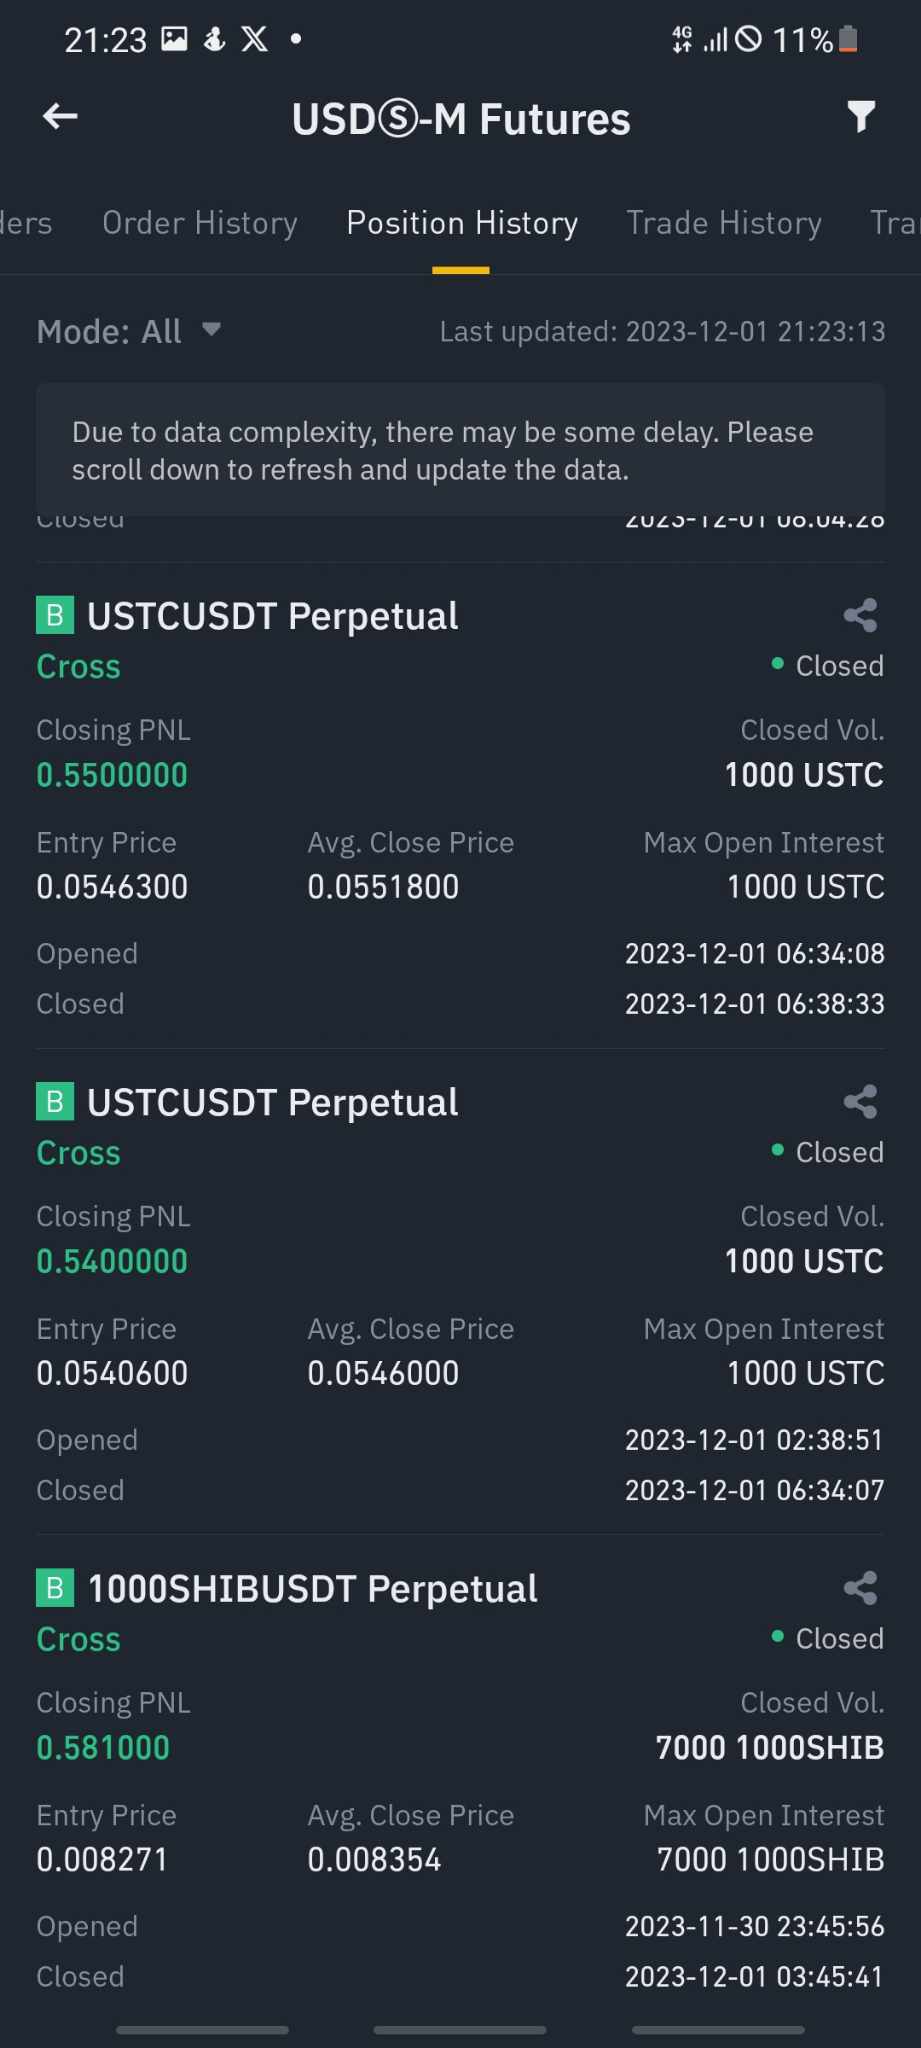 21:23 X 4G 11%
USDⓈ-M Futures
ders Order History Position History Trade History Tra
Mode: All Last updated: 2023-12-01 21:23:13
Due to data complexity, there may be some delay. Please
scroll down to refresh and update the data.
Closed 2023-12-01 08:04:28
B USTCUSDT Perpetual
Cross Closed
Closing PNL Closed Vol.
0.5500000 1000 USTC
Entry Price Avg. Close Price Max Open Interest
0.0546300 0.0551800 1000 USTC
Opened 2023-12-01 06:34:08
Closed 2023-12-01 06:38:33
B USTCUSDT Perpetual
Cross Closed
Closing PNL Closed Vol.
0.5400000 1000 USTC
Entry Price Avg. Close Price Max Open Interest
0.0540600 0.0546000 1000 USTC
Opened 2023-12-01 02:38:51
Closed 2023-12-01 06:34:07
B 1000SHIBUSDT Perpetual
Cross Closed
Closing PNL Closed Vol.
0.581000 7000 1000SHIB
Entry Price Avg. Close Price Max Open Interest
0.008271 0.008354 7000 1000SHIB
Opened 2023-11-30 23:45:56
Closed 2023-12-01 03:45:41